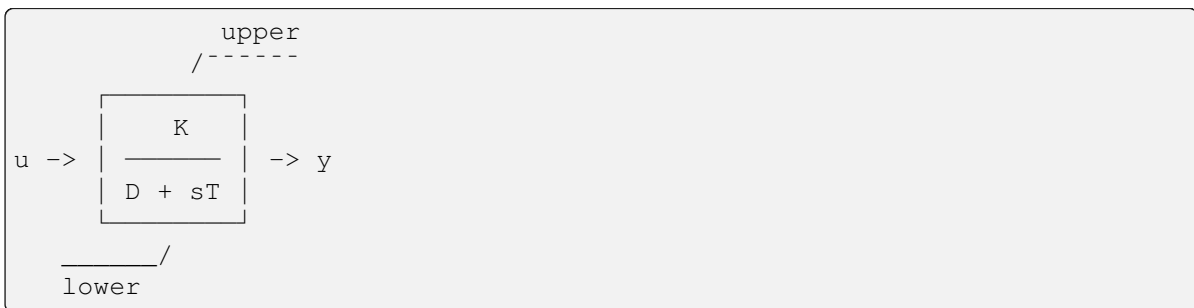 upper
K
u -> ────── -> y
D + sT
lower